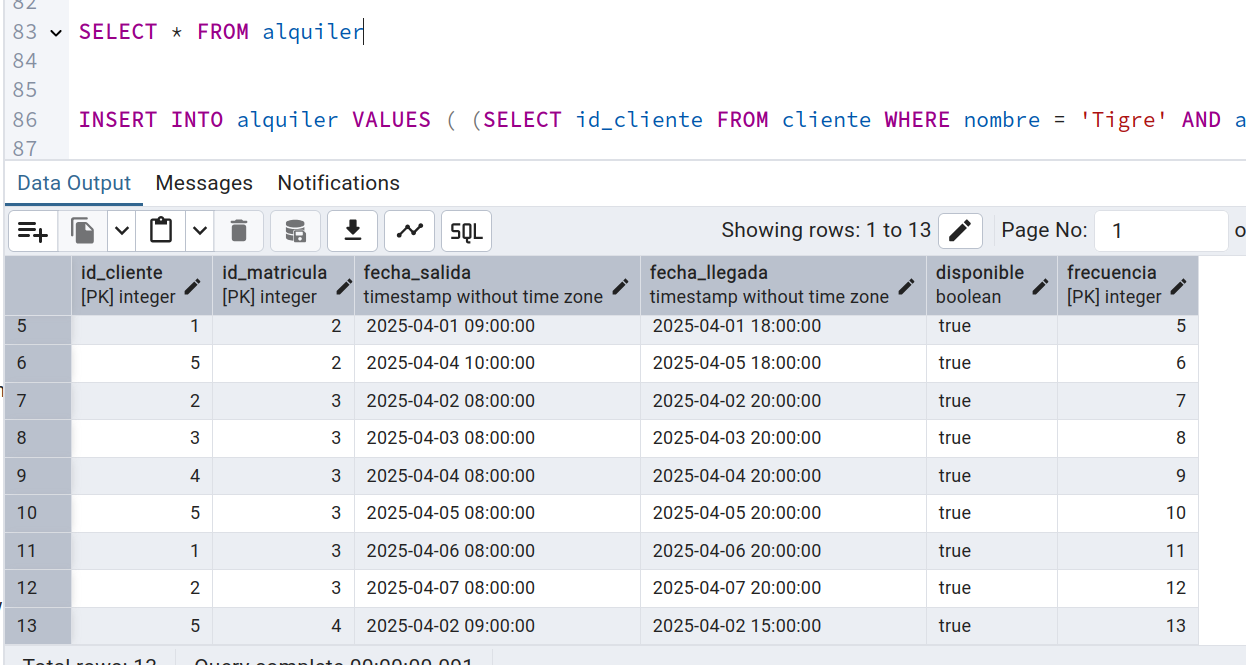 82
83 SELECT * FROM alquiler
84
85
86 INSERT INTO alquiler VALUES ( (SELECT id_cliente FROM cliente WHERE nombre = 'Tigre' AND a
87
Data Output Messages Notifications
SQL Showing rows: 1 to 13 Page No: 1 o
id_cliente id_matricula fecha_salida fecha_llegada disponible frecuencia
[PK] integer [PK] integer timestamp without time zone timestamp without time zone boolean [PK] integer
5 1 2 2025-04-01 09:00:00 2025-04-01 18:00:00 true 5
6 5 2 2025-04-04 10:00:00 2025-04-05 18:00:00 true 6
7 2 3 2025-04-02 08:00:00 2025-04-02 20:00:00 true 7
8 3 3 2025-04-03 08:00:00 2025-04-03 20:00:00 true 8
9 4 3 2025-04-04 08:00:00 2025-04-04 20:00:00 true 9
10 5 3 2025-04-05 08:00:00 2025-04-05 20:00:00 true 10
11 1 3 2025-04-06 08:00:00 2025-04-06 20:00:00 true 11
12 2 3 2025-04-07 08:00:00 2025-04-07 20:00:00 true 12
13 5 4 2025-04-02 09:00:00 2025-04-02 15:00:00 true 13
Total rows: 13 Query complete 00:00:00.001